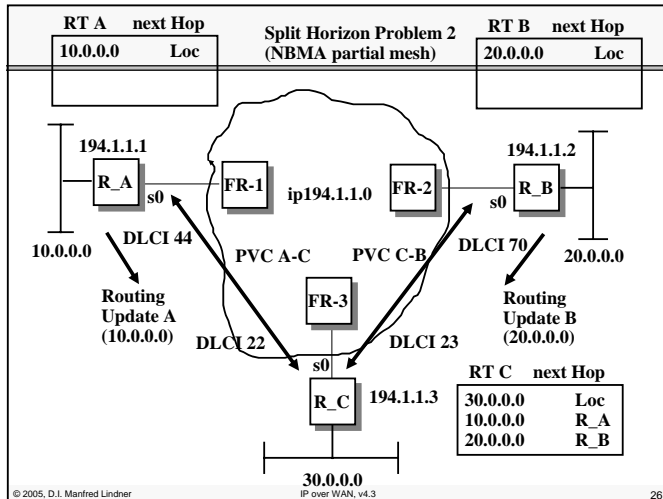 RT A next Hop
10.0.0.0 Loc
Split Horizon Problem 2
(NBMA partial mesh)
RT B next Hop
20.0.0.0 Loc
194.1.1.1
194.1.1.2
R_A
s0
FR-1
ip194.1.1.0
FR-2
s0
R_B
10.0.0.0
DLCI 44
PVC A-C
PVC C-B
DLCI 70
20.0.0.0
Routing
Update A
(10.0.0.0)
FR-3
Routing
Update B
(20.0.0.0)
DLCI 22
DLCI 23
s0
R_C
194.1.1.3
RT C next Hop
30.0.0.0 Loc
10.0.0.0 R_A
20.0.0.0 R_B
30.0.0.0
© 2005, D.I. Manfred Lindner
IP over WAN, v4.3
26